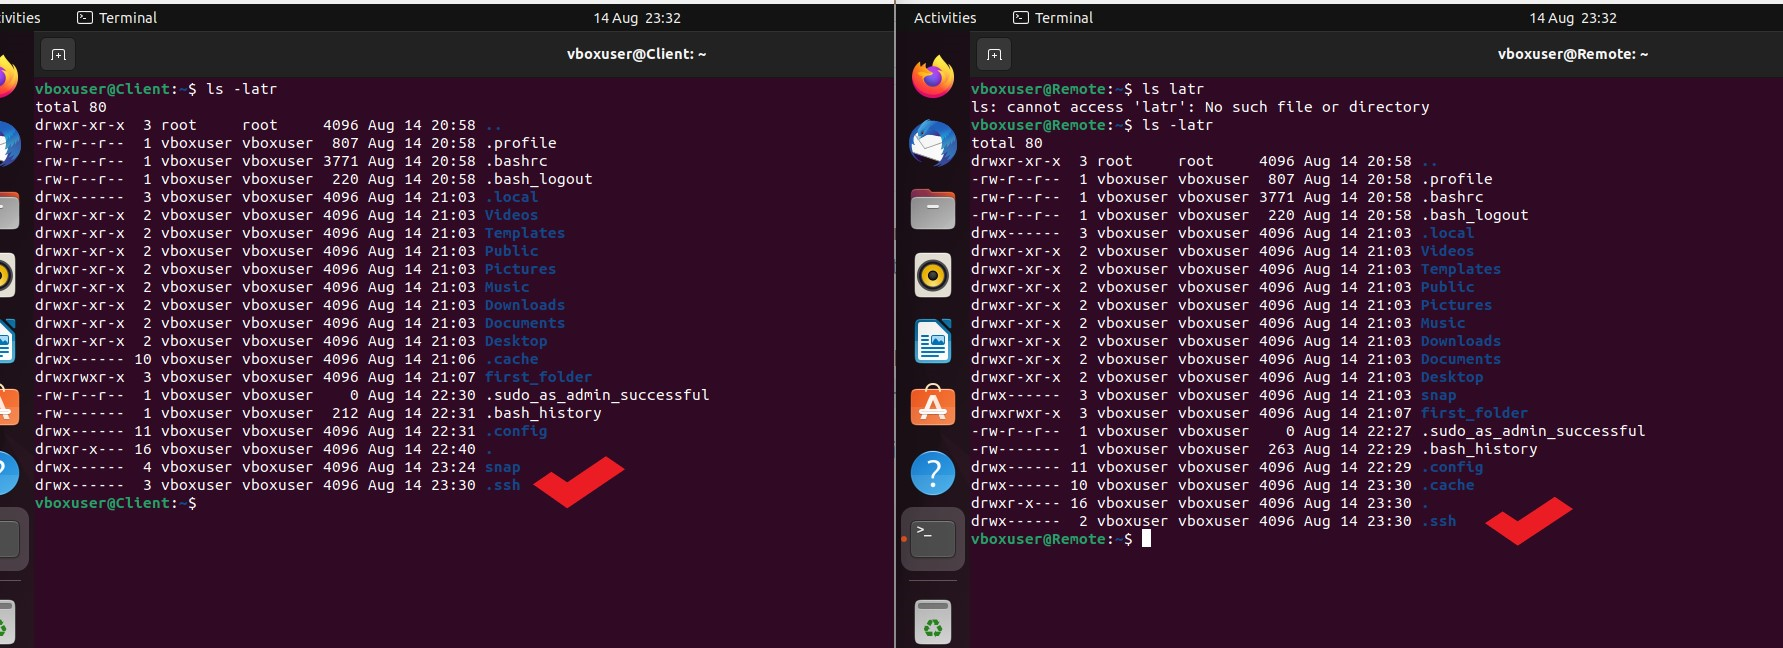 ivities
Terminal
14 Aug 23:32
vboxuser@Client: ~
vboxuser@Client:~$ ls -latr
total 80
drwxr-xr-x  3 root     root     4096 Aug 14 20:58 ..
-rw-r--r--  1 vboxuser vboxuser  807 Aug 14 20:58 .profile
-rw-r--r--  1 vboxuser vboxuser 3771 Aug 14 20:58 .bashrc
-rw-r--r--  1 vboxuser vboxuser  220 Aug 14 20:58 .bash_logout
drwx------  3 vboxuser vboxuser 4096 Aug 14 21:03 .local
drwxr-xr-x  2 vboxuser vboxuser 4096 Aug 14 21:03 Videos
drwxr-xr-x  2 vboxuser vboxuser 4096 Aug 14 21:03 Templates
drwxr-xr-x  2 vboxuser vboxuser 4096 Aug 14 21:03 Public
drwxr-xr-x  2 vboxuser vboxuser 4096 Aug 14 21:03 Pictures
drwxr-xr-x  2 vboxuser vboxuser 4096 Aug 14 21:03 Music
drwxr-xr-x  2 vboxuser vboxuser 4096 Aug 14 21:03 Downloads
drwxr-xr-x  2 vboxuser vboxuser 4096 Aug 14 21:03 Documents
drwxr-xr-x  2 vboxuser vboxuser 4096 Aug 14 21:03 Desktop
drwx------ 10 vboxuser vboxuser 4096 Aug 14 21:06 .cache
drwxrwxr-x  3 vboxuser vboxuser 4096 Aug 14 21:07 first_folder
-rw-r--r--  1 vboxuser vboxuser    0 Aug 14 22:30 .sudo_as_admin_successful
-rw-------  1 vboxuser vboxuser  212 Aug 14 22:31 .bash_history
drwx------ 11 vboxuser vboxuser 4096 Aug 14 22:31 .config
drwxr-x--- 16 vboxuser vboxuser 4096 Aug 14 22:40 .
drwx------  4 vboxuser vboxuser 4096 Aug 14 23:24 snap
drwx------  3 vboxuser vboxuser 4096 Aug 14 23:30 .ssh
vboxuser@Client:~$
Activities
Terminal
14 Aug 23:32
vboxuser@Remote: ~
vboxuser@Remote:~$ ls latr
ls: cannot access 'latr': No such file or directory
vboxuser@Remote:~$ ls -latr
total 80
drwxr-xr-x  3 root     root     4096 Aug 14 20:58 ..
-rw-r--r--  1 vboxuser vboxuser  807 Aug 14 20:58 .profile
-rw-r--r--  1 vboxuser vboxuser 3771 Aug 14 20:58 .bashrc
-rw-r--r--  1 vboxuser vboxuser  220 Aug 14 20:58 .bash_logout
drwx------  3 vboxuser vboxuser 4096 Aug 14 21:03 .local
drwxr-xr-x  2 vboxuser vboxuser 4096 Aug 14 21:03 Videos
drwxr-xr-x  2 vboxuser vboxuser 4096 Aug 14 21:03 Templates
drwxr-xr-x  2 vboxuser vboxuser 4096 Aug 14 21:03 Public
drwxr-xr-x  2 vboxuser vboxuser 4096 Aug 14 21:03 Pictures
drwxr-xr-x  2 vboxuser vboxuser 4096 Aug 14 21:03 Music
drwxr-xr-x  2 vboxuser vboxuser 4096 Aug 14 21:03 Downloads
drwxr-xr-x  2 vboxuser vboxuser 4096 Aug 14 21:03 Documents
drwxr-xr-x  2 vboxuser vboxuser 4096 Aug 14 21:03 Desktop
drwx------  3 vboxuser vboxuser 4096 Aug 14 21:03 snap
drwxrwxr-x  3 vboxuser vboxuser 4096 Aug 14 21:07 first_folder
-rw-r--r--  1 vboxuser vboxuser    0 Aug 14 22:27 .sudo_as_admin_successful
-rw-------  1 vboxuser vboxuser  263 Aug 14 22:29 .bash_history
drwx------ 11 vboxuser vboxuser 4096 Aug 14 22:29 .config
drwx------ 10 vboxuser vboxuser 4096 Aug 14 23:30 .cache
drwxr-x--- 16 vboxuser vboxuser 4096 Aug 14 23:30 .
drwx------  2 vboxuser vboxuser 4096 Aug 14 23:30 .ssh
vboxuser@Remote:~$